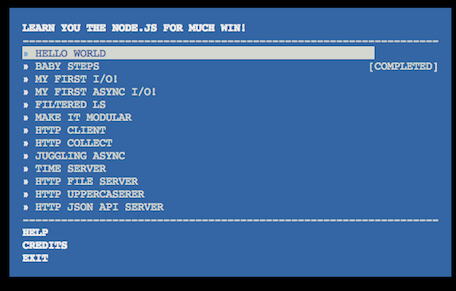 LEARN YOU THE NODE.JS FOR MUCH WIN!
» HELLO WORLD
» BABY STEPS [COMPLETED]
» MY FIRST I/O!
» MY FIRST ASYNC I/O!
» FILTERED LS
» MAKE IT MODULAR
» HTTP CLIENT
» HTTP COLLECT
» JUGGLING ASYNC
» TIME SERVER
» HTTP FILE SERVER
» HTTP UPPERCASERER
» HTTP JSON API SERVER
HELP
CREDITS
EXIT